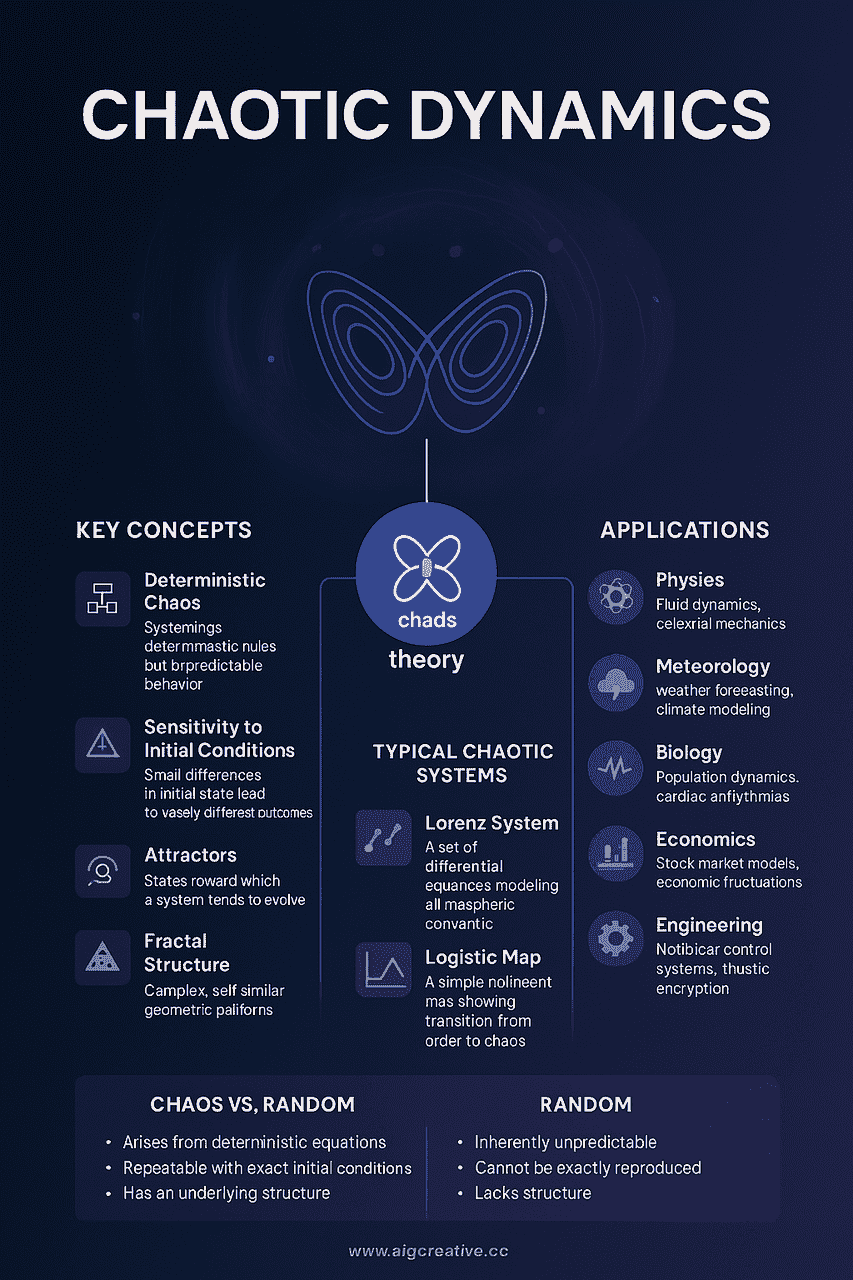 CHAOTIC DYNAMICS
KEY CONCEPTS
Deterministic
Chaos
Systemings
determmastic nules
but brpredictable
behavior
Sensitivity to
Initial Conditions
Smail differences
in initial state lead
to vasely differest outcomes
Attractors
States roward which
a system tends to evolve
Fractal
Structure
Camplex, self similar
geometric paliforns
chads
theory
TYPICAL CHAOTIC
SYSTEMS
Lorenz System
A set of
differential
equances modeling
all maspheric
convantic
Logistic Map
A simple nolineent
mas showing
transition from
order to chaos
APPLICATIONS
Physies
Fluid dynamics,
celexrial mechanics
Meteorology
weather foreeasting,
climate modeling
Biology
Population dynamics.
cardiac anfiythmias
Economics
Stock market models,
economic fructuations
Engineering
Notibicar control
systems, thustic
encryption
CHAOS VS, RANDOM
• Arises from deterninistic equations
• Repeatable with exact initial conditions
• Has an underlying structure
RANDOM
• Inherently unpredictable
• Cannot be exactly reproduced
• Lacks structure
www.aigcreative.cc